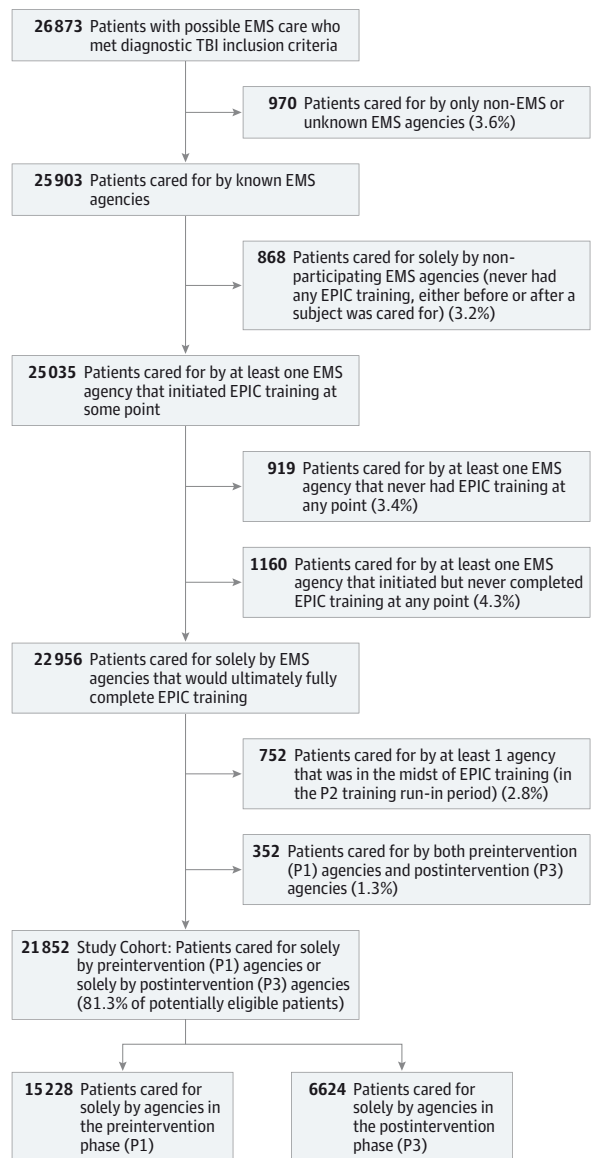 26873 Patients with possible EMS care who
met diagnostic TBI inclusion criteria
970 Patients cared for by only non-EMS or
unknown EMS agencies (3.6%)
25903 Patients cared for by known EMS
agencies
868 Patients cared for solely by non-
participating EMS agencies (never had
any EPIC training, either before or after a
subject was cared for) (3.2%)
25035 Patients cared for by at least one EMS
agency that initiated EPIC training at
some point
919 Patients cared for by at least one EMS
agency that never had EPIC training at
any point (3.4%)
1160 Patients cared for by at least one EMS
agency that initiated but never completed
EPIC training at any point (4.3%)
22956 Patients cared for solely by EMS
agencies that would ultimately fully
complete EPIC training
752 Patients cared for by at least 1 agency
that was in the midst of EPIC training (in
the P2 training run-in period) (2.8%)
352 Patients cared for by both preintervention
(P1) agencies and postintervention (P3)
agencies (1.3%)
21852 Study Cohort: Patients cared for solely
by preintervention (P1) agencies or
solely by postintervention (P3) agencies
(81.3% of potentially eligible patients)
15228 Patients cared for
solely by agencies in
the preintervention
phase (P1)
6624 Patients cared for
solely by agencies in
the postintervention
phase (P3)